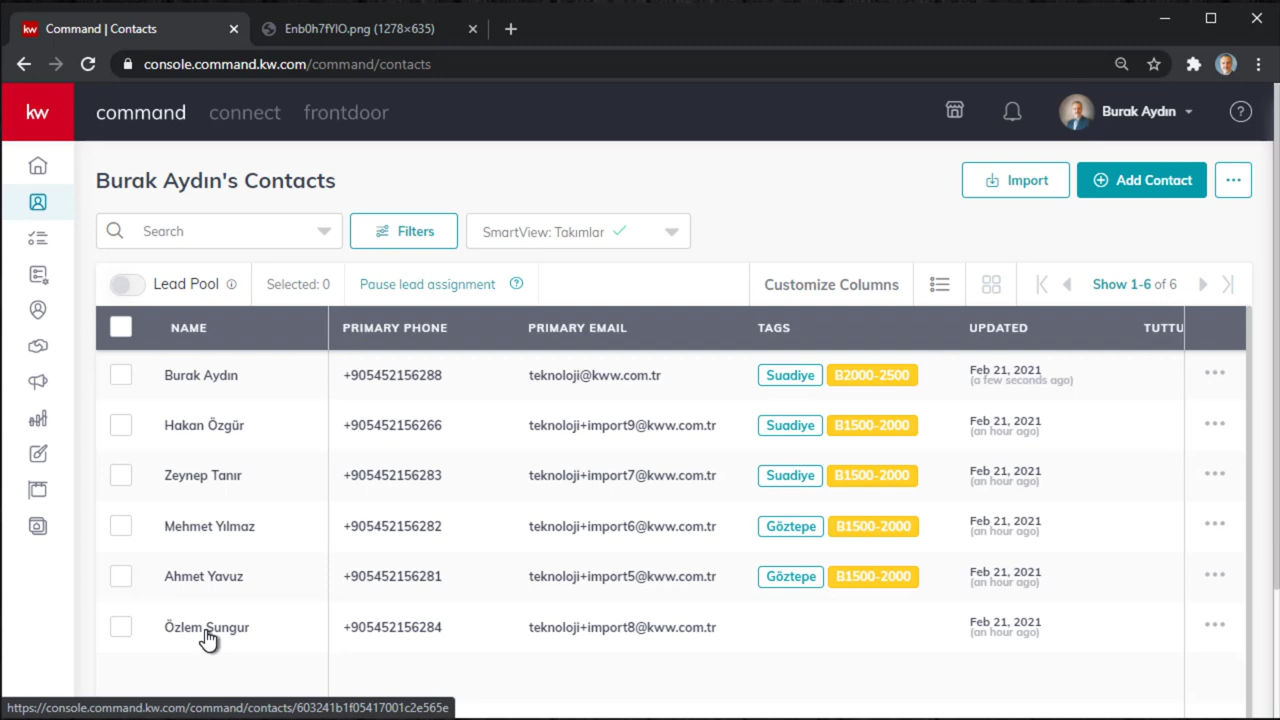 Command | Contacts
Enb0h7fYIO.png (1278×635)
console.command.kw.com/command/contacts
kw
command connect frontdoor
Burak Aydın
Burak Aydın's Contacts
Import
Add Contact
Search
Filters
SmartView: Takımlar
Lead Pool
Selected: 0
Pause lead assignment
Customize Columns
Show 1-6 of 6
NAME PRIMARY PHONE PRIMARY EMAIL TAGS UPDATED TUTTU
Burak Aydın +905452156288 teknoloji@kww.com.tr Suadiye B2000-2500 Feb 21, 2021
(a few seconds ago)
Hakan Özgür +905452156266 teknoloji+import9@kww.com.tr Suadiye B1500-2000 Feb 21, 2021
(an hour ago)
Zeynep Tanır +905452156283 teknoloji+import7@kww.com.tr Suadiye B1500-2000 Feb 21, 2021
(an hour ago)
Mehmet Yılmaz +905452156282 teknoloji+import6@kww.com.tr Göztepe B1500-2000 Feb 21, 2021
(an hour ago)
Ahmet Yavuz +905452156281 teknoloji+import5@kww.com.tr Göztepe B1500-2000 Feb 21, 2021
(an hour ago)
Özlem Sungur +905452156284 teknoloji+import8@kww.com.tr Feb 21, 2021
(an hour ago)
https://console.command.kw.com/command/contacts/603241b1f05417001c2e565e